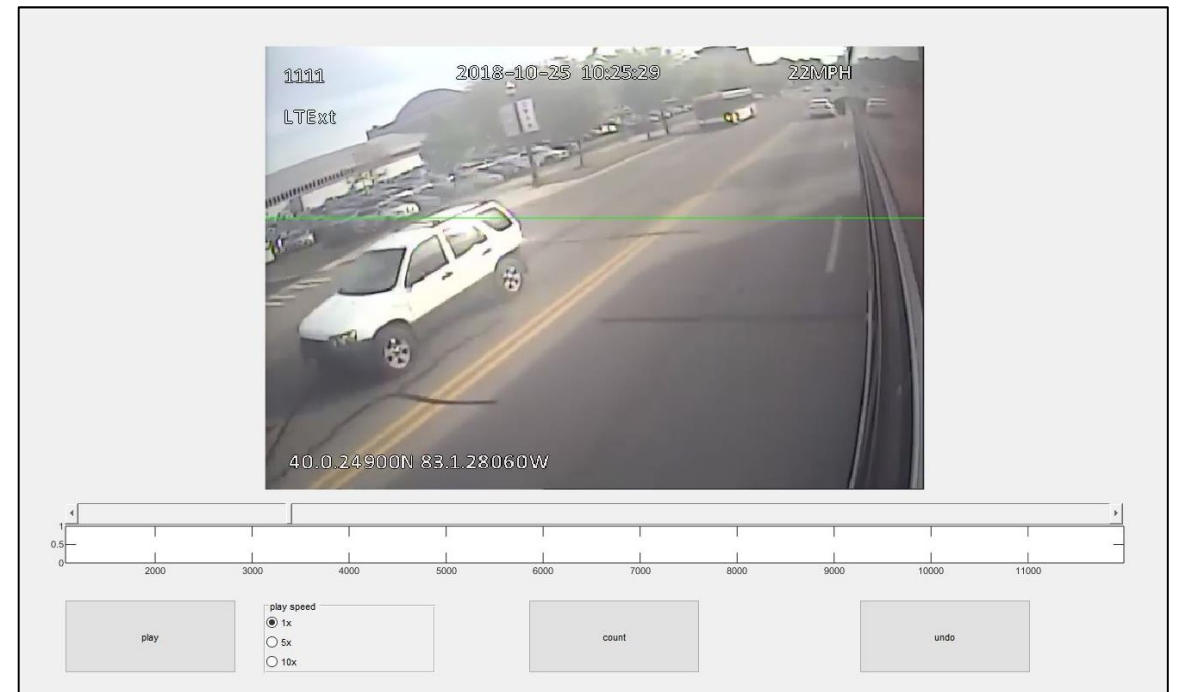 1111 2018-10-25 10:25:29 22MPH
LTExt
40.0.24900N 83.1.28060W
1
0.5
0
2000 3000 4000 5000 6000 7000 8000 9000 10000 11000
play
play speed
1x
5x
10x
count
undo